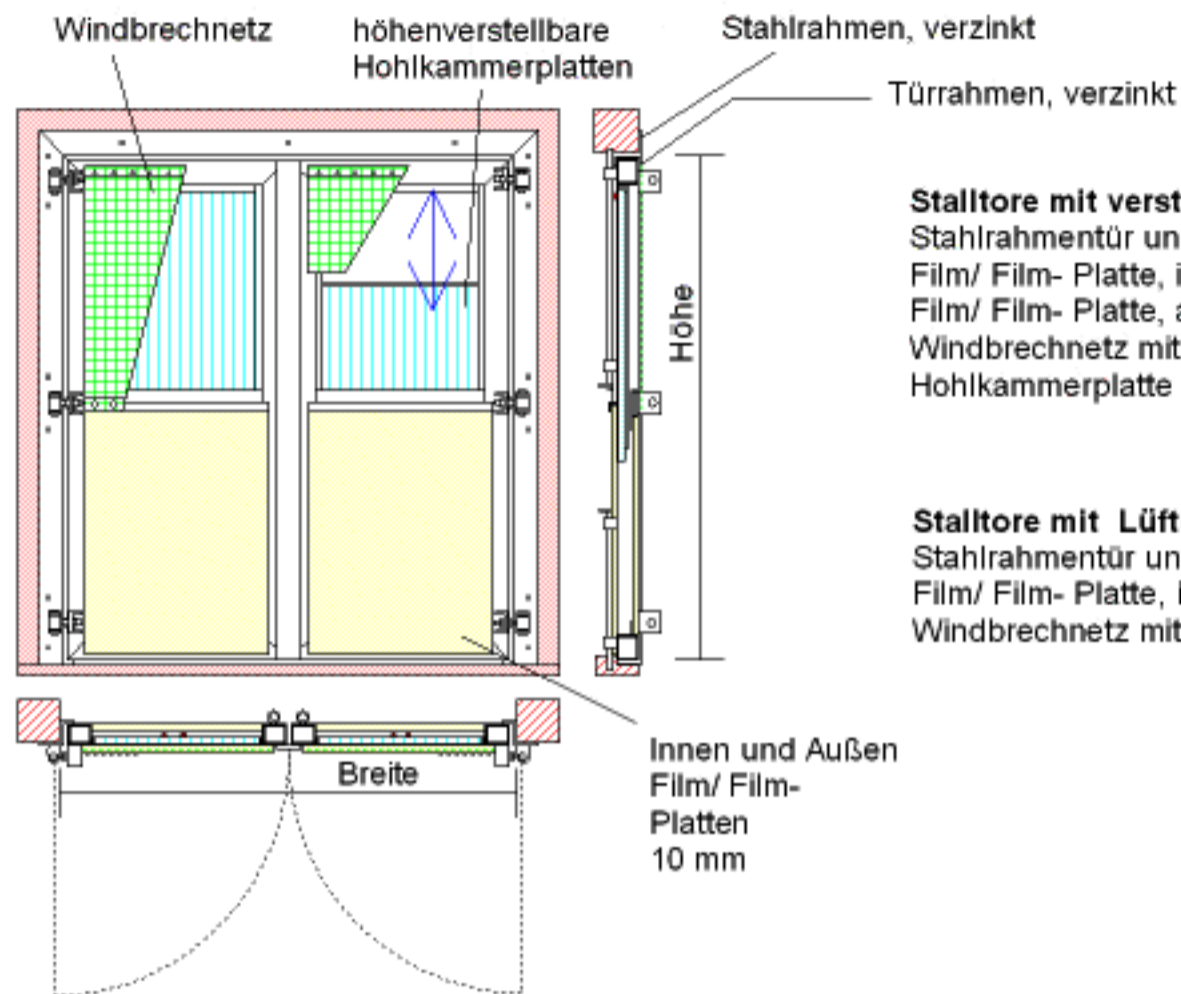 Windbrechnetz
höhenverstellbare
Hohlkammerplatten
Stahlrahmen, verzinkt
Türrahmen, verzinkt
Stalltore mit verst
Stahlrahmentür un
Film/ Film- Platte, i
Film/ Film- Platte, a
Windbrechnetz mit
Hohlkammerplatte
Höhe
Stalltore mit Lüft
Stahlrahmentür un
Film/ Film- Platte, i
Windbrechnetz mit
Breite
Innen und Außen
Film/ Film-
Platten
10 mm